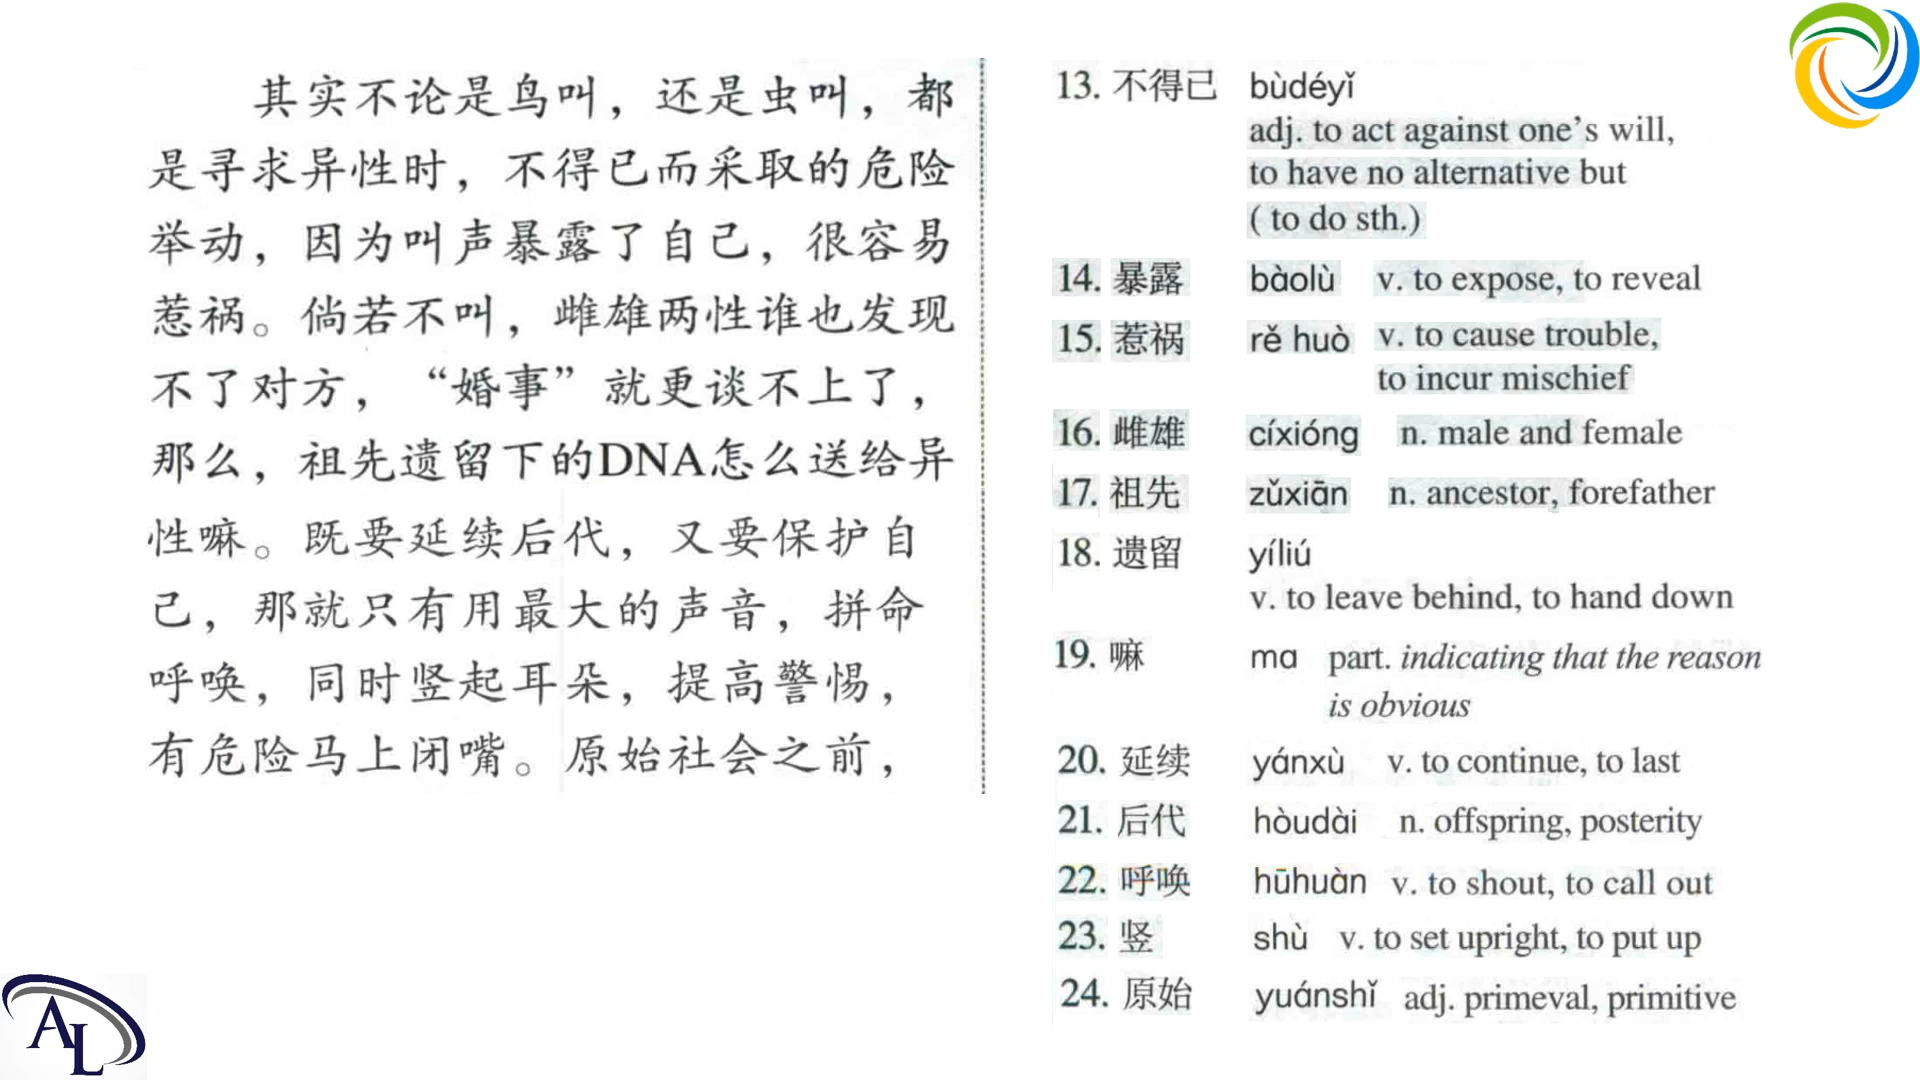 其实不论是鸟叫，还是虫叫，都
是寻求异性时，不得已而采取的危险
举动，因为叫声暴露了自己，很容易
惹祸。倘若不叫，雌雄两性谁也发现
不了对方，“婚事”就更谈不上了，
那么，祖先遗留下的DNA怎么送给异
性嘛。既要延续后代，又要保护自
己，那就只有用最大的声音，拼命
呼唤，同时竖起耳朵，提高警惕，
有危险马上闭嘴。原始社会之前，
13. 不得已 bùdéyǐ
adj. to act against one’s will,
to have no alternative but
( to do sth.)
14. 暴露 bàolù v. to expose, to reveal
15. 惹祸 rě huò v. to cause trouble,
to incur mischief
16. 雌雄 cíxióng n. male and female
17. 祖先 zǔxiān n. ancestor, forefather
18. 遗留 yíliú
v. to leave behind, to hand down
19. 嘛 ma part. indicating that the reason
is obvious
20. 延续 yánxù v. to continue, to last
21. 后代 hòudài n. offspring, posterity
22. 呼唤 hūhuàn v. to shout, to call out
23. 竖 shù v. to set upright, to put up
24. 原始 yuánshǐ adj. primeval, primitive
AL